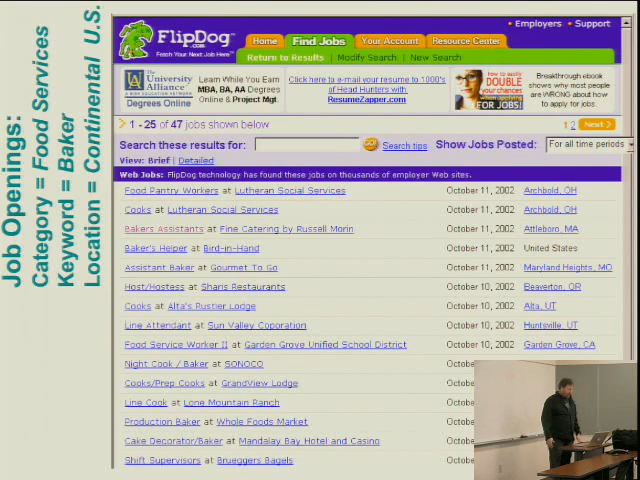 Job Openings:
Category = Food Services
Keyword = Baker
Location = Continental U.S.
Employers • Support
FlipDog
.com
Fetch Your Next Job Here
Home Find Jobs Your Account Resource Center
Return to Results | Modify Search | New Search
The University Alliance
Degrees Online
Learn While You Earn
MBA, BA, AA Degrees
Online & Project Mgt.
Click here to e-mail your resume to 1000's
of Head Hunters with
ResumeZapper.com
DOUBLE
your chances
FOR JOBS!
Breakthrough ebook
shows why most people
are WRONG about how
to apply for jobs.
1 - 25 of 47 jobs shown below
1 2 Next >
Search these results for: GO! Search tips Show Jobs Posted: For all time periods
View: Brief | Detailed
Web Jobs: FlipDog technology has found these jobs on thousands of employer Web sites.
Food Pantry Workers at Lutheran Social Services October 11, 2002 Archbold, OH
Cooks at Lutheran Social Services October 11, 2002 Archbold, OH
Bakers Assistants at Fine Catering by Russell Morin October 11, 2002 Attleboro, MA
Baker's Helper at Bird-in-Hand October 11, 2002 United States
Assistant Baker at Gourmet To Go October 11, 2002 Maryland Heights, MO
Host/Hostess at Sharis Restaurants October 10, 2002 Beaverton, OR
Cooks at Alta's Rustler Lodge October 10, 2002 Alta, UT
Line Attendant at Sun Valley Coporation October 10, 2002 Huntsville, UT
Food Service Worker II at Garden Grove Unified School District October 10, 2002 Garden Grove, CA
Night Cook / Baker at SONOCO Octo
Cooks/Prep Cooks at GrandView Lodge Octo
Line Cook at Lone Mountain Ranch Octo
Production Baker at Whole Foods Market Octo
Cake Decorator/Baker at Mandalay Bay Hotel and Casino Octo
Shift Supervisors at Brueggers Bagels Octo